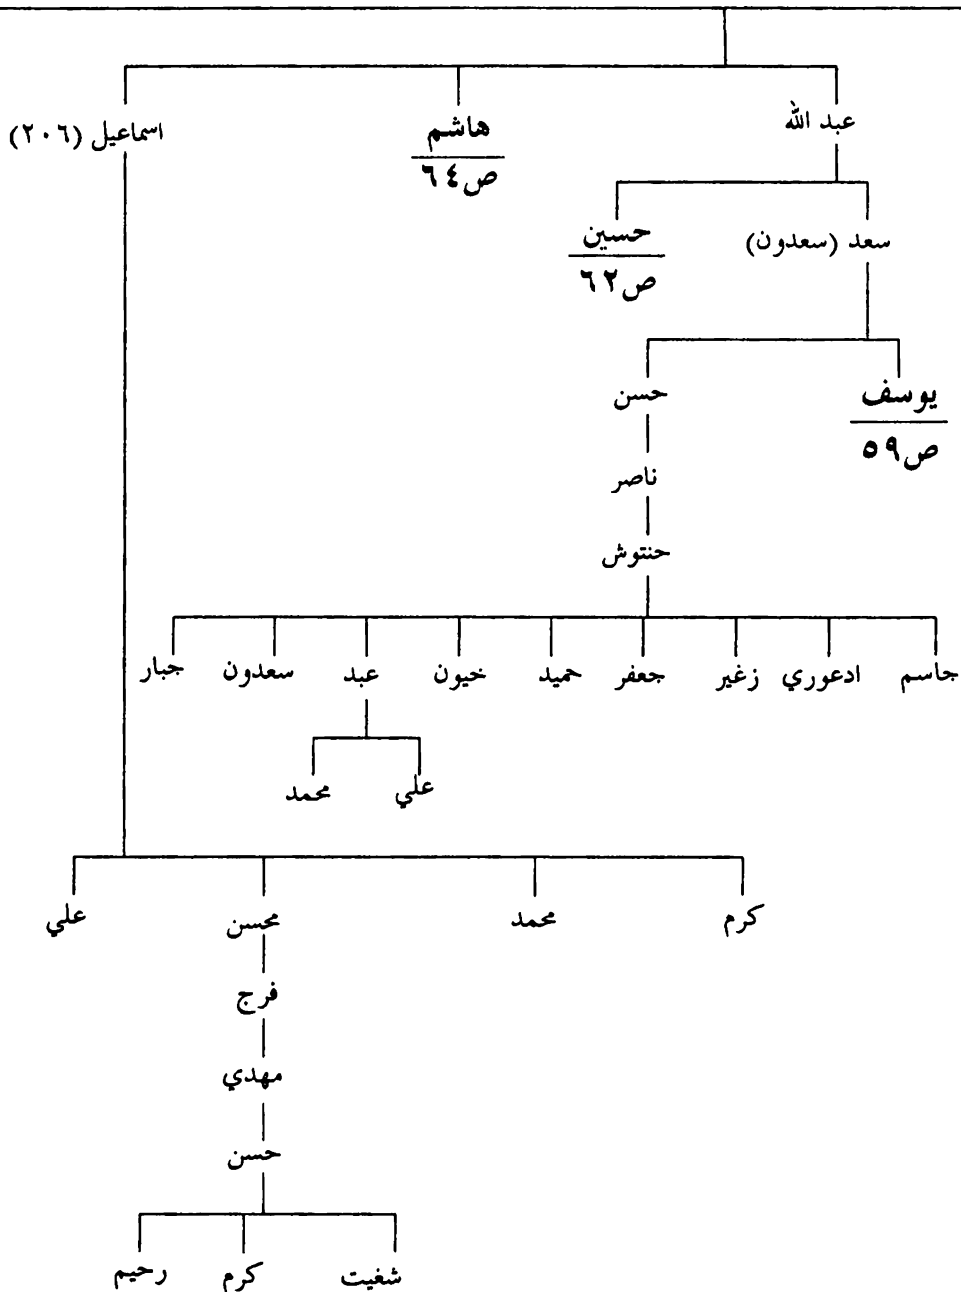 عبد الله
هاشم
ص٦٤
اسماعيل (٢٠٦)
سعد (سعدون)
حسين
ص٦٢
يوسف
ص٥٩
حسن
ناصر
حنتوش
جاسم ادعوري زغير جعفر حميد خيون عبد سعدون جبار
علي محمد
كرم محمد محسن علي
فرج
مهدي
حسن
شغيت كرم رحيم